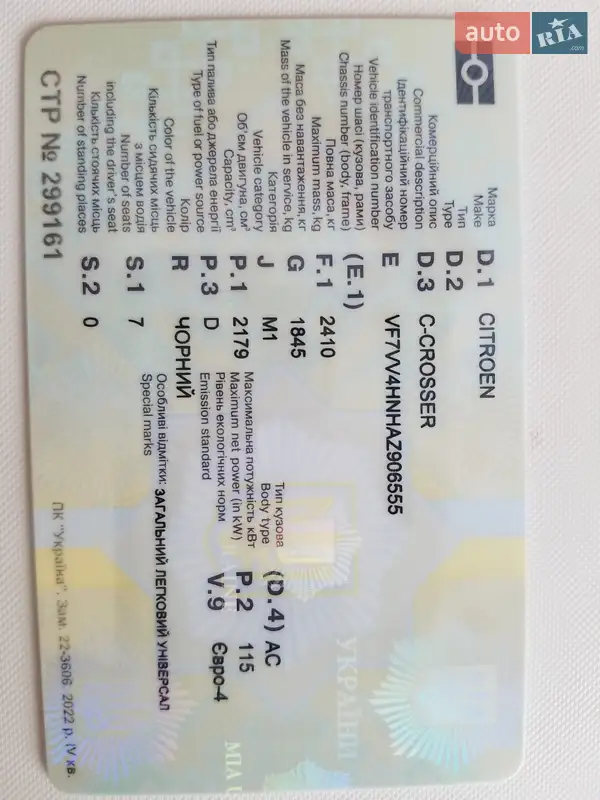 auto RIA .com
Марка
Make D.1 CITROEN
Тип
Type D.2
Комерційний опис
Commercial description D.3 C-CROSSER
Ідентифікаційний номер
транспортного засобу
Vehicle identification number E VF7VV4HNHAZ906555
Номер шасі (кузова, рами)
Chassis number (body, frame) (E.1)
Повна маса, кг
Maximum mass, kg F.1 2410
Маса без навантаження, кг
Mass of the vehicle in service, kg G 1845
Категорія
Vehicle category J M1
Тип кузова
Body type (D.4) AC
Об'єм двигуна, см³
Capacity, cm³ P.1 2179
Максимальна потужність кВт
Maximum net power (in kW) P.2 115
Тип палива або джерела енергії
Type of fuel or power source P.3 D
Рівень екологічних норм
Emission standard V.9 Євро-4
Колір
Color of the vehicle R ЧОРНИЙ
Кількість сидячих місць
з місцем водія
Number of seats
including the driver's seat S.1 7
Особливі відмітки: ЗАГАЛЬНИЙ ЛЕГКОВИЙ УНІВЕРСАЛ
Special marks
Кількість стоячих місць
Number of standing places S.2 0
СТР № 299161
ПК "Україна". Зам. 22-3606 2022 р. IV кв.
УКРАЇНИ
МІА